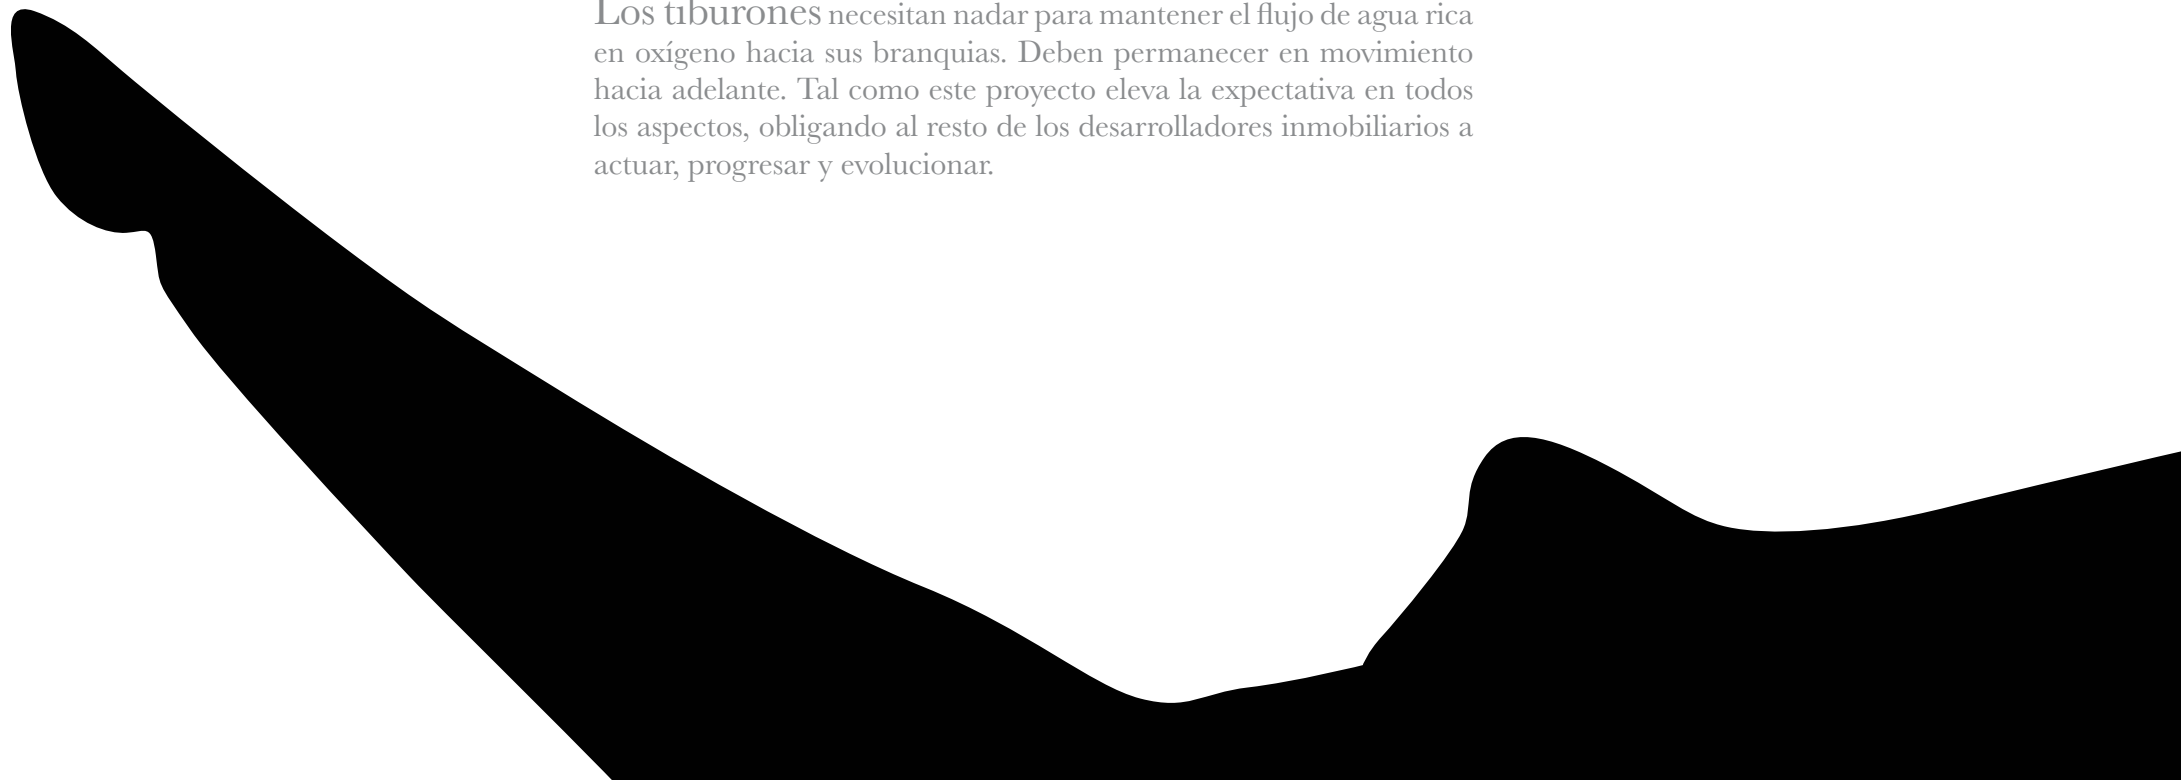 Los tiburones necesitan nadar para mantener el flujo de agua rica
en oxígeno hacia sus branquias. Deben permanecer en movimiento
hacia adelante. Tal como este proyecto eleva la expectativa en todos
los aspectos, obligando al resto de los desarrolladores inmobiliarios a
actuar, progresar y evolucionar.